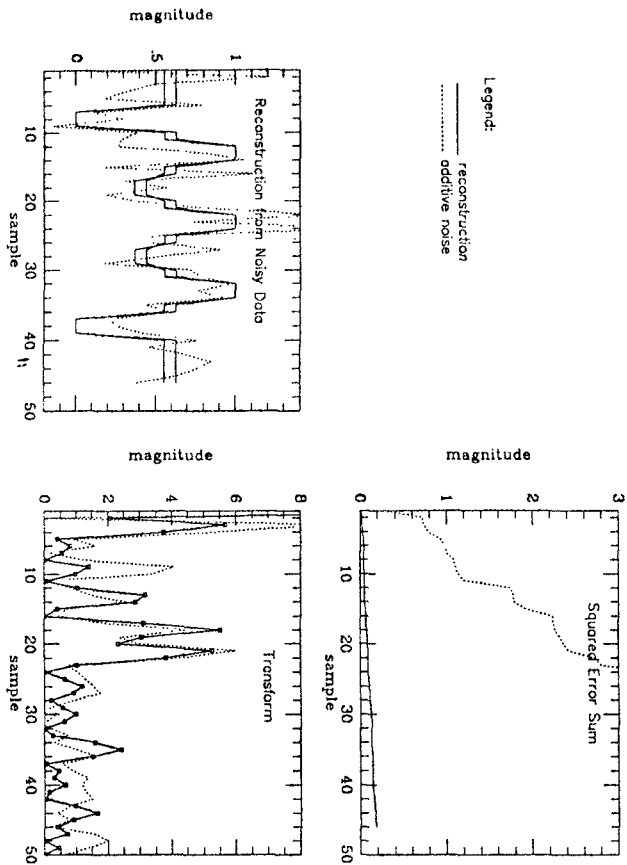 Legend:
reconstruction
additive noise
Squared Error Sum
magnitude
3
2
1
0
10 20 30 40 50
sample
Reconstruction from Noisy Data
magnitude
1
.5
0
10 20 30 40 50
sample
Transform
magnitude
8
6
4
2
0
10 20 30 40 50
sample